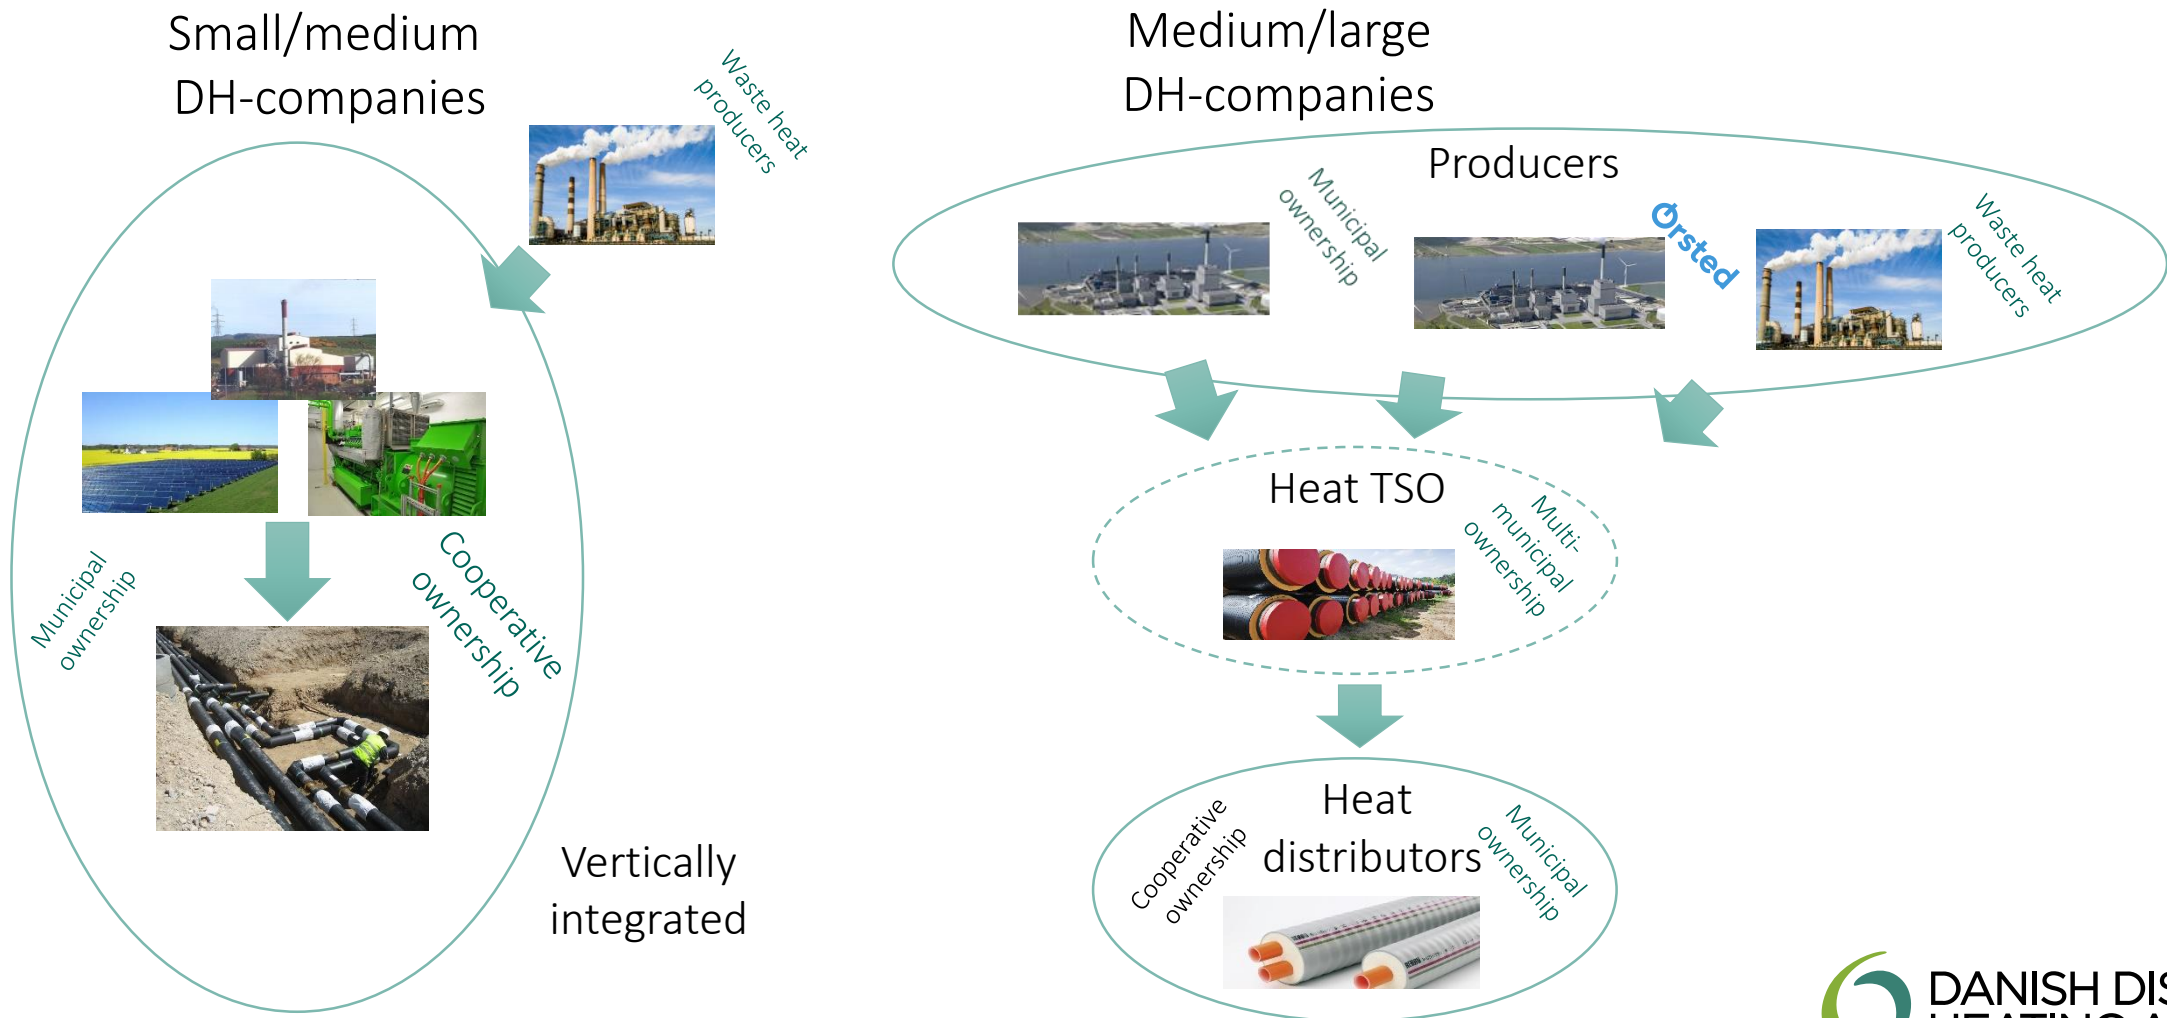 Small/medium
DH-companies
Waste heat
producers
Municipal
ownership
Cooperative
ownership
Vertically
integrated
Medium/large
DH-companies
Producers
Municipal
ownership
Ørsted
Waste heat
producers
Heat TSO
Multi-
municipal
ownership
Heat
distributors
Cooperative
ownership
Municipal
ownership
DANISH DIS